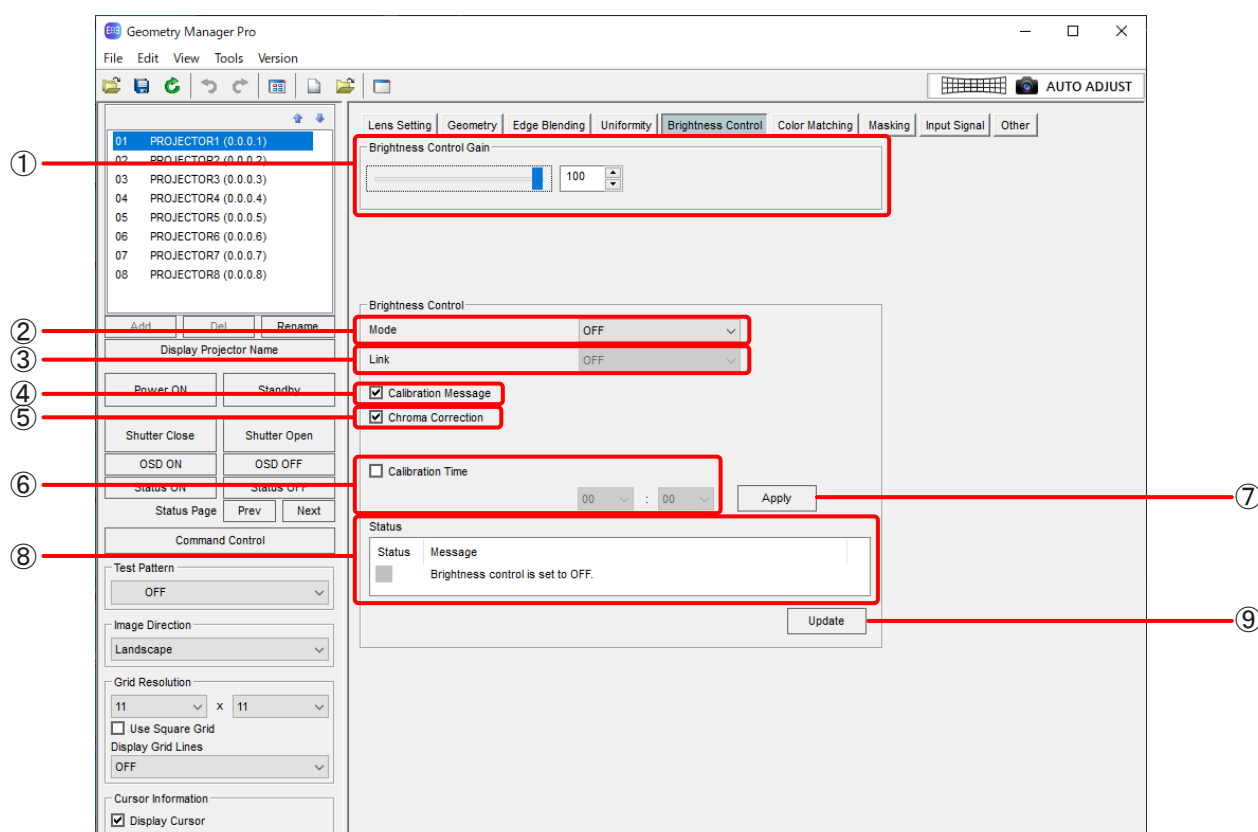 Geometry Manager Pro
File Edit View Tools Version
AUTO ADJUST
01 PROJECTOR1 (0.0.0.1)
02 PROJECTOR2 (0.0.0.2)
03 PROJECTOR3 (0.0.0.3)
04 PROJECTOR4 (0.0.0.4)
05 PROJECTOR5 (0.0.0.5)
06 PROJECTOR6 (0.0.0.6)
07 PROJECTOR7 (0.0.0.7)
08 PROJECTOR8 (0.0.0.8)
Add Del Rename
Display Projector Name
Power ON Standby
Shutter Close Shutter Open
OSD ON OSD OFF
Status ON Status OFF
Status Page Prev Next
Command Control
Test Pattern
OFF
Image Direction
Landscape
Grid Resolution
11 x 11
Use Square Grid
Display Grid Lines
OFF
Cursor Information
Display Cursor
Lens Setting Geometry Edge Blending Uniformity Brightness Control Color Matching Masking Input Signal Other
① Brightness Control Gain
100
Brightness Control
② Mode OFF
③ Link OFF
④ Calibration Message
⑤ Chroma Correction
⑥ Calibration Time
00 : 00
Apply ⑦
⑧ Status
Status Message
Brightness control is set to OFF.
Update ⑨